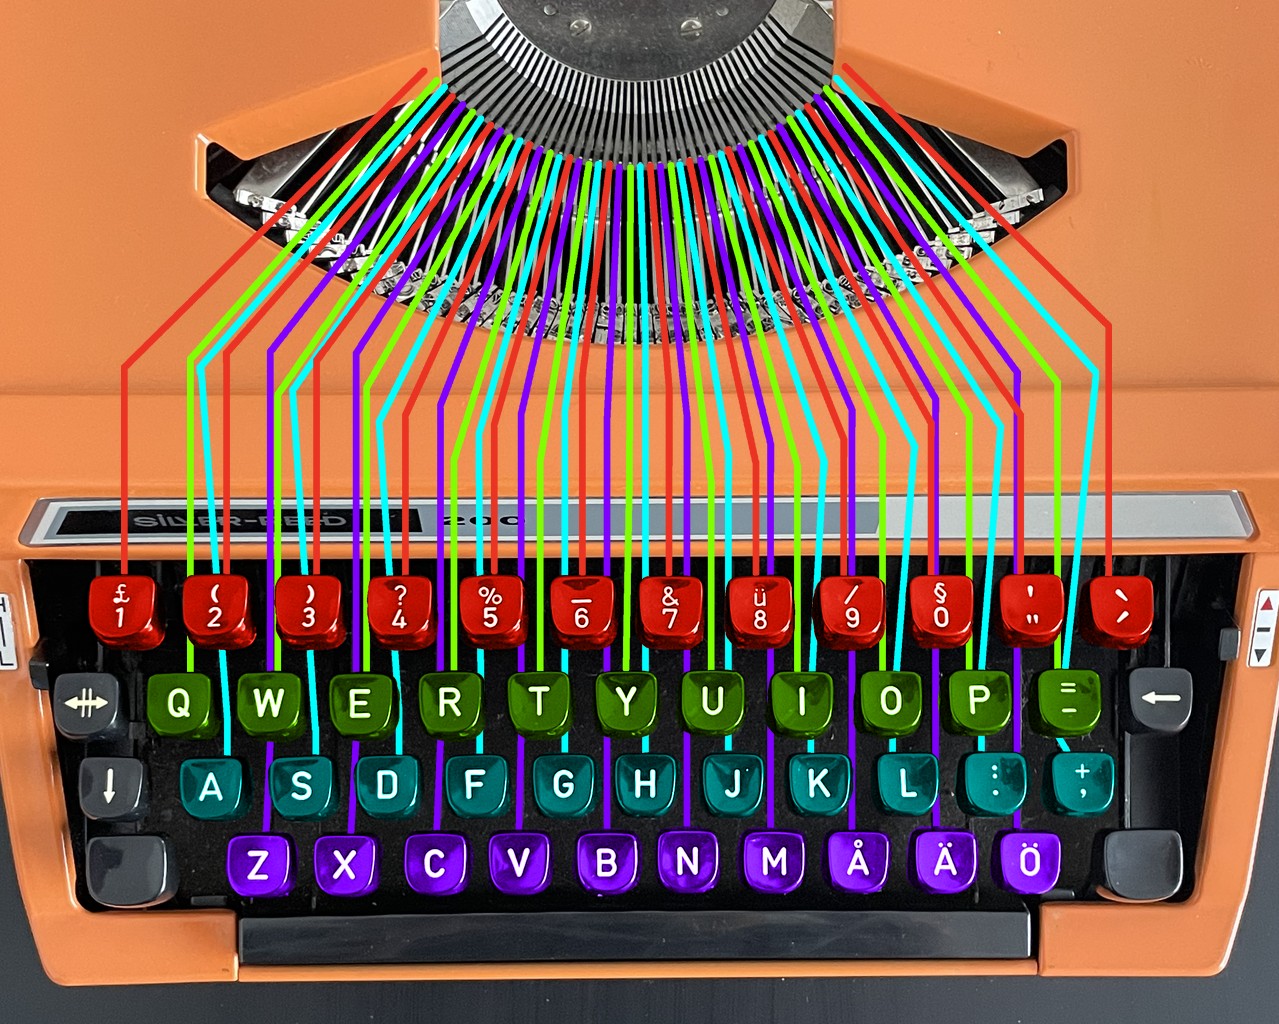 SILVER-REED 200
£ ( ) ? % _ & ü / § ' `
1 2 3 4 5 6 7 8 9 0 " ´
Q W E R T Y U I O P = -
A S D F G H J K L : . + ,
Z X C V B N M Å Ä Ö